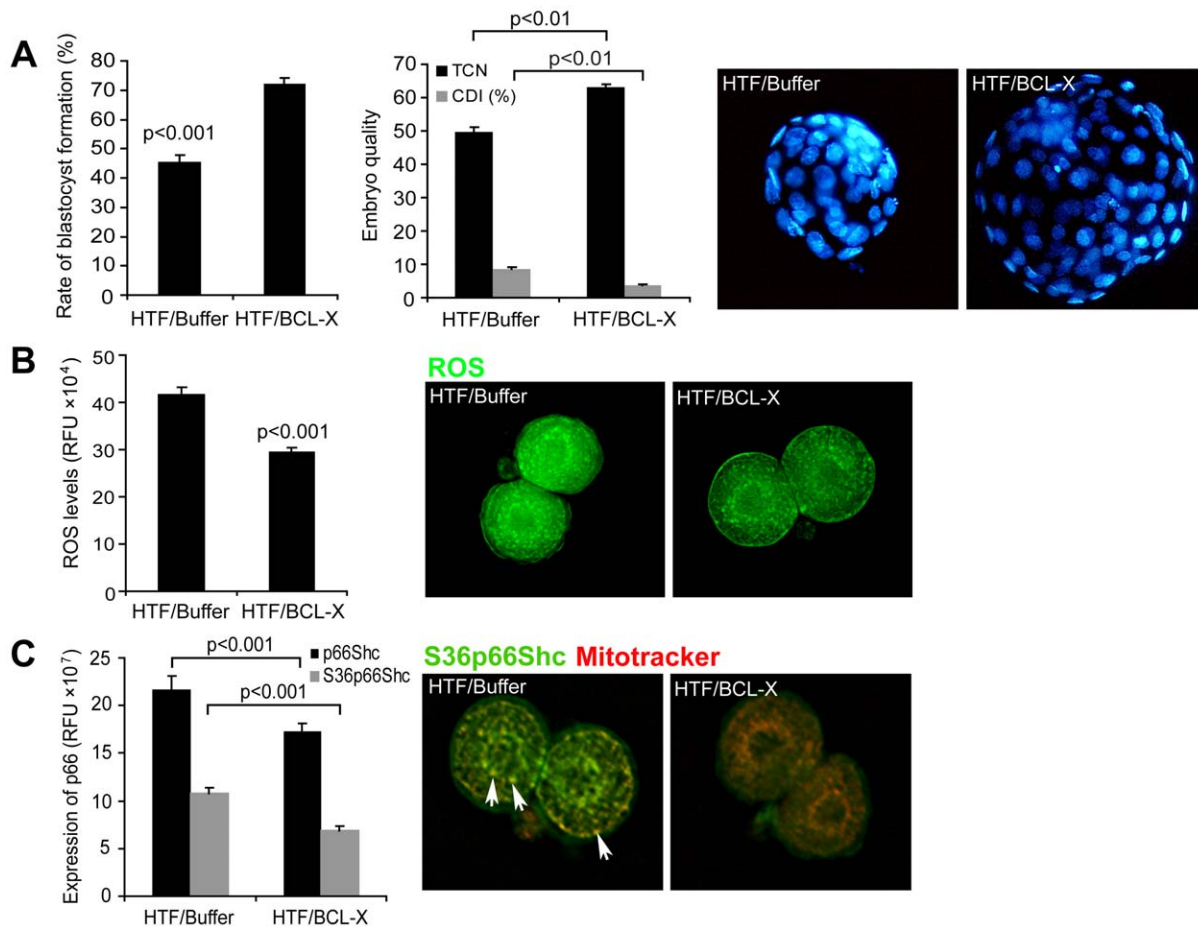 A
Rate of blastocyst formation (%)
80
70
60
50
40
30
20
10
0
p<0.001
HTF/Buffer HTF/BCL-X
p<0.01
p<0.01
Embryo quality
70
60
50
40
30
20
10
0
TCN
CDI (%)
HTF/Buffer HTF/BCL-X
HTF/Buffer
HTF/BCL-X
B
ROS levels (RFU ×10⁴)
50
40
30
20
10
0
p<0.001
HTF/Buffer HTF/BCL-X
ROS
HTF/Buffer
HTF/BCL-X
C
Expression of p66 (RFU ×10⁷)
25
20
15
10
5
0
p<0.001
p<0.001
p66Shc
S36p66Shc
HTF/Buffer HTF/BCL-X
S36p66Shc Mitotracker
HTF/Buffer
HTF/BCL-X